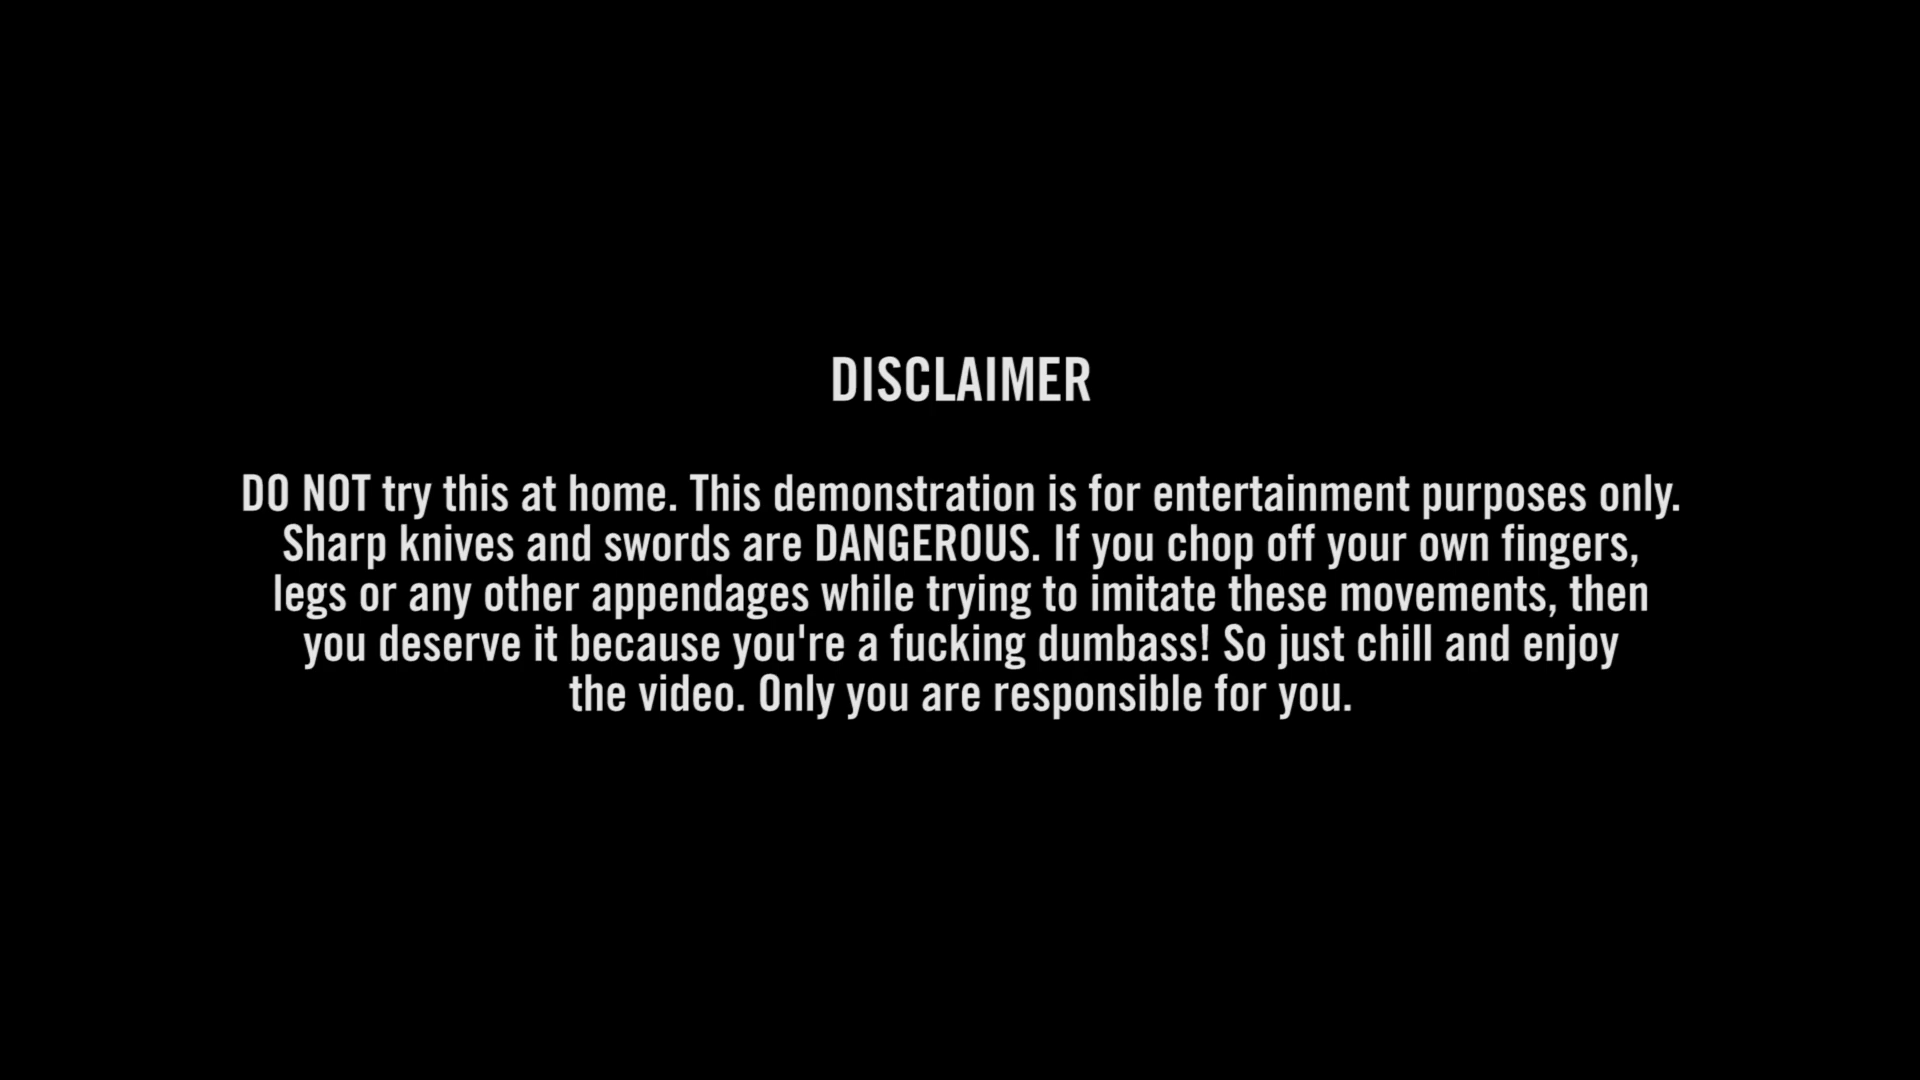 DISCLAIMER
DO NOT try this at home. This demonstration is for entertainment purposes only.
Sharp knives and swords are DANGEROUS. If you chop off your own fingers,
legs or any other appendages while trying to imitate these movements, then
you deserve it because you're a fucking dumbass! So just chill and enjoy
the video. Only you are responsible for you.